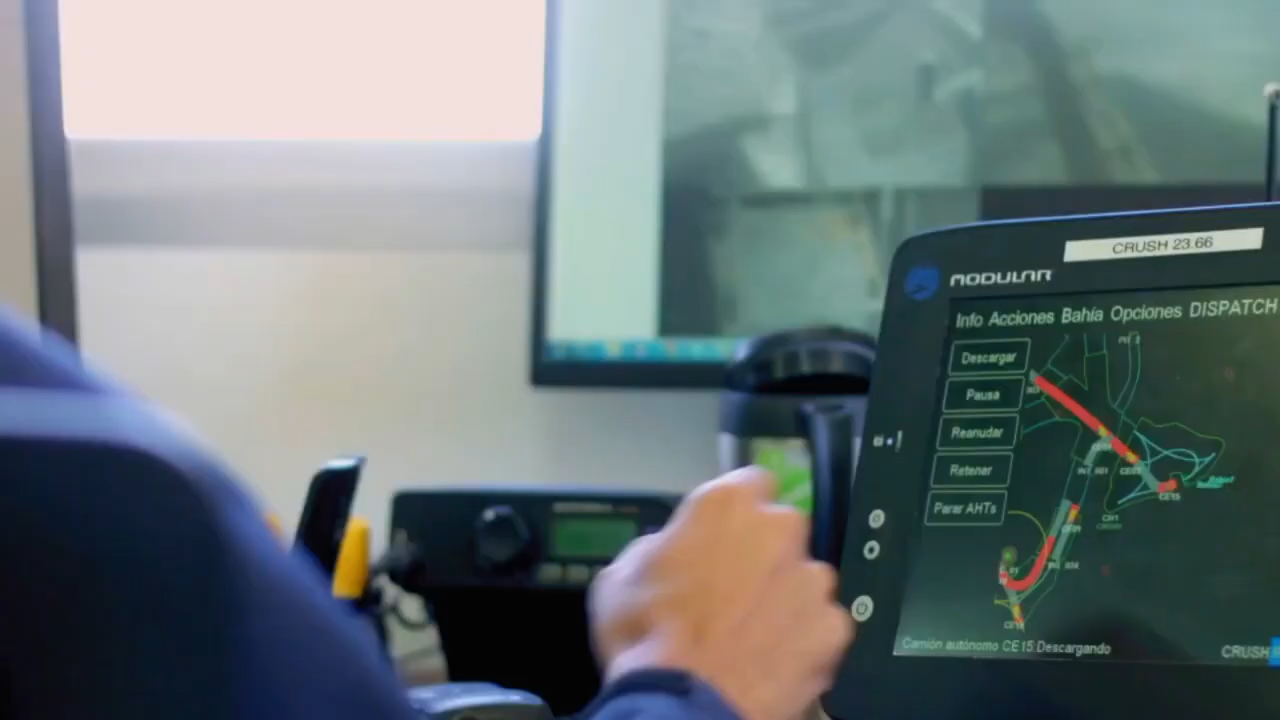 CRUSH 23.66
MODULAR
Info Acciones Bahía Opciones DISPATCH
Descargar
Pausa
Reanudar
Retener
Parar AHTs
CE15
Camión autónomo CE15:Descargando
CRUSH